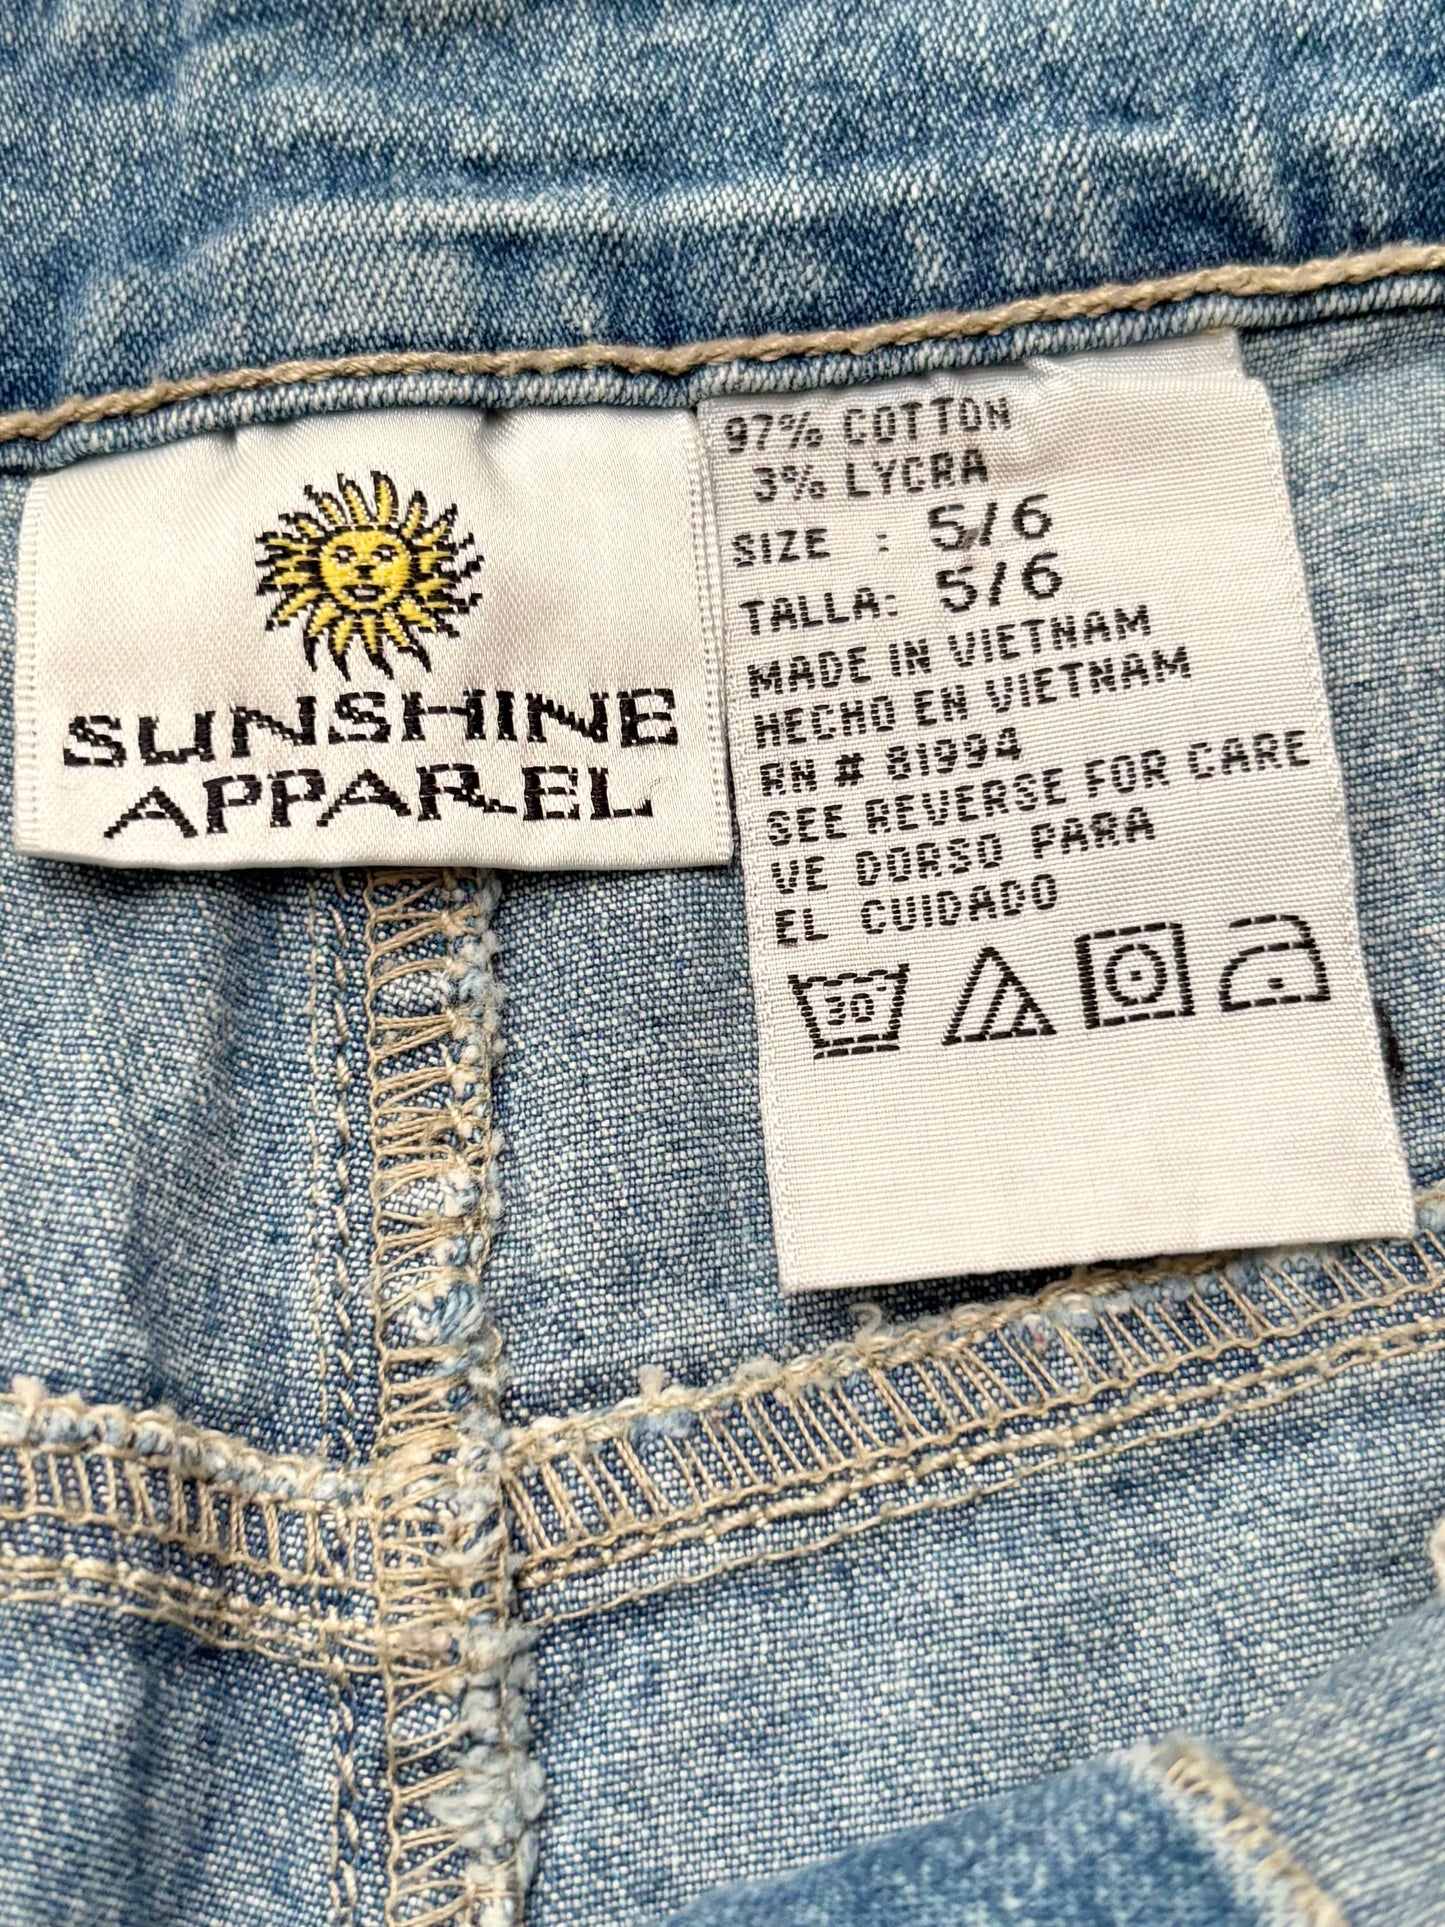 SUNSHINE
APPAREL
97% COTTON
3% LYCRA
SIZE : 5/6
TALLA: 5/6
MADE IN VIETNAM
HECHO EN VIETNAM
RN # 81994
SEE REVERSE FOR CARE
VE DORSO PARA
EL CUIDADO
30